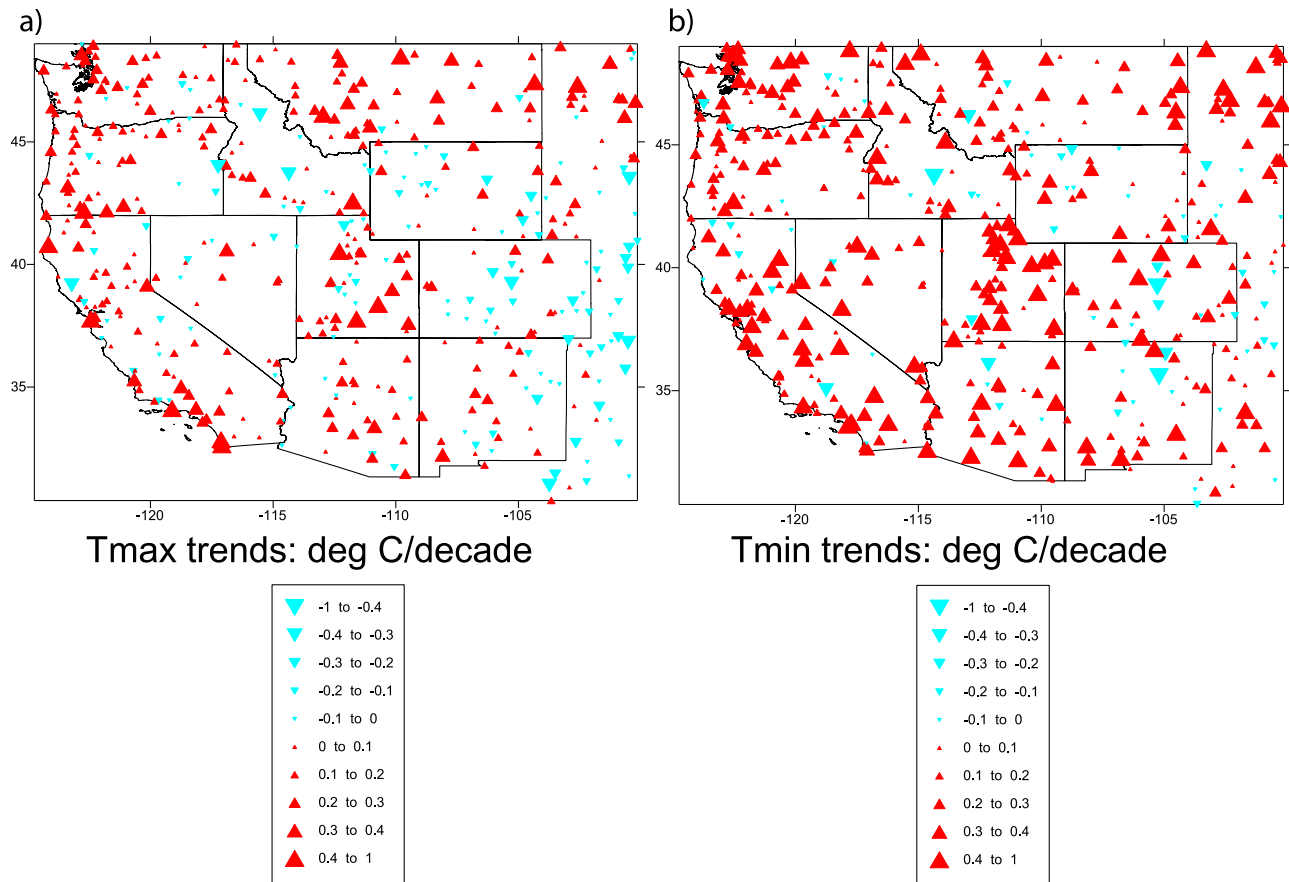 a)
b)
45
40
35
-120 -115 -110 -105
Tmax trends: deg C/decade
-1 to -0.4
-0.4 to -0.3
-0.3 to -0.2
-0.2 to -0.1
-0.1 to 0
0 to 0.1
0.1 to 0.2
0.2 to 0.3
0.3 to 0.4
0.4 to 1
45
40
35
-120 -115 -110 -105
Tmin trends: deg C/decade
-1 to -0.4
-0.4 to -0.3
-0.3 to -0.2
-0.2 to -0.1
-0.1 to 0
0 to 0.1
0.1 to 0.2
0.2 to 0.3
0.3 to 0.4
0.4 to 1